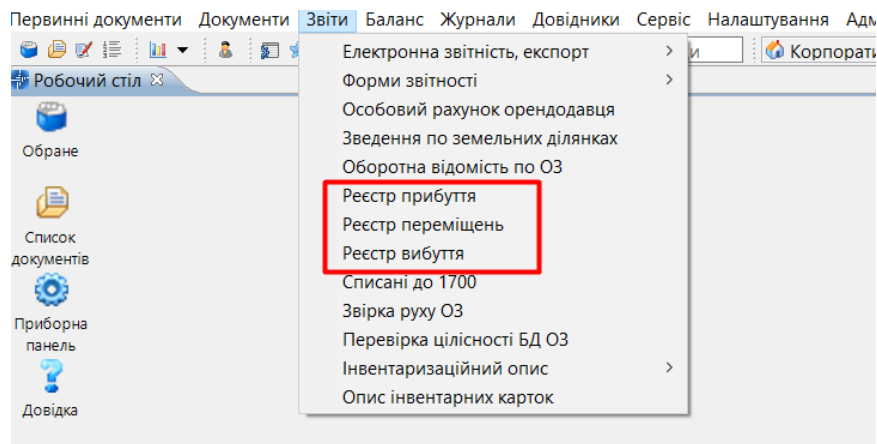 Первинні документи Документи Звіти Баланс Журнали Довідники Сервіс Налаштування Адм
и Корпорати
Робочий стіл
Обране
Список
документів
Приборна
панель
Довідка
Електронна звітність, експорт
Форми звітності
Особовий рахунок орендодавця
Зведення по земельних ділянках
Оборотна відомість по ОЗ
Реєстр прибуття
Реєстр переміщень
Реєстр вибуття
Списані до 1700
Звірка руху ОЗ
Перевірка цілісності БД ОЗ
Інвентаризаційний опис
Опис інвентарних карток